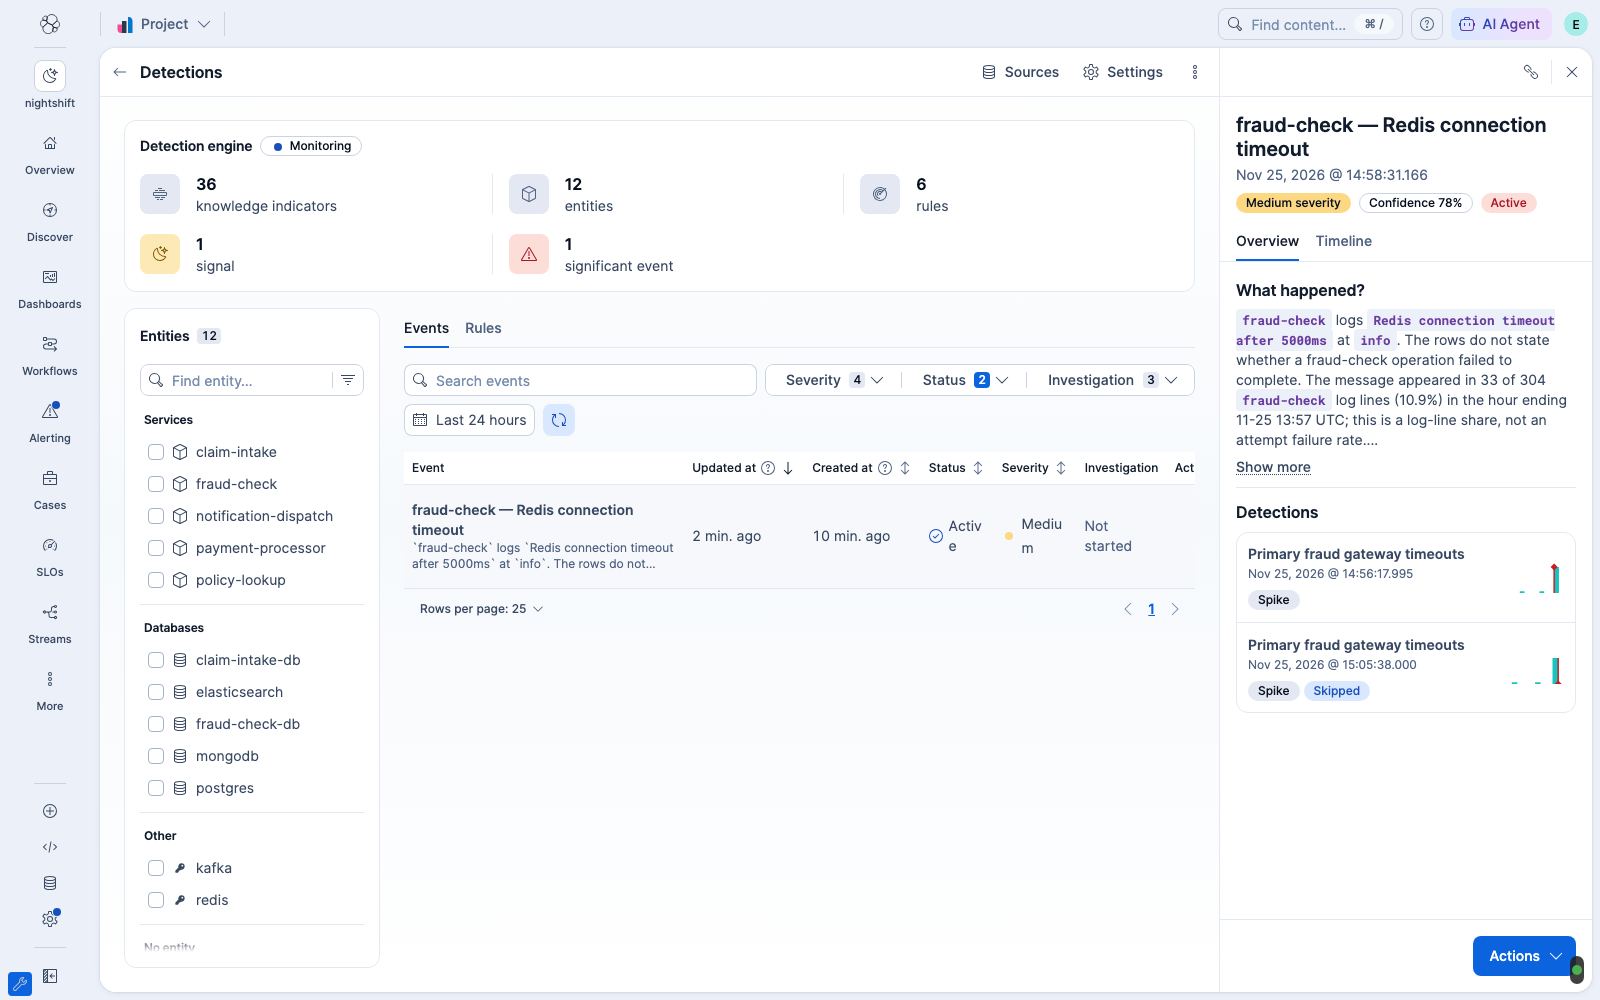 Project
Find content...
⌘ /
AI Agent
E
nightshift
Overview
Discover
Dashboards
Workflows
Alerting
Cases
SLOs
Streams
More
Detections
Sources
Settings
Detection engine
Monitoring
36
knowledge indicators
12
entities
6
rules
1
signal
1
significant event
Entities 12
Find entity...
Services
claim-intake
fraud-check
notification-dispatch
payment-processor
policy-lookup
Databases
claim-intake-db
elasticsearch
fraud-check-db
mongodb
postgres
Other
kafka
redis
No entity
Events Rules
Search events
Severity 4
Status 2
Investigation 3
Last 24 hours
Event Updated at Created at Status Severity Investigation Act
fraud-check — Redis connection
timeout
`fraud-check` logs `Redis connection timeout
after 5000ms` at `info`. The rows do not...
2 min. ago
10 min. ago
Activ
e
Mediu
m
Not
started
Rows per page: 25
1
fraud-check — Redis connection
timeout
Nov 25, 2026 @ 14:58:31.166
Medium severity
Confidence 78%
Active
Overview Timeline
What happened?
fraud-check logs Redis connection timeout
after 5000ms at info . The rows do not state
whether a fraud-check operation failed to
complete. The message appeared in 33 of 304
fraud-check log lines (10.9%) in the hour ending
11-25 13:57 UTC; this is a log-line share, not an
attempt failure rate....
Show more
Detections
Primary fraud gateway timeouts
Nov 25, 2026 @ 14:56:17.995
Spike
Primary fraud gateway timeouts
Nov 25, 2026 @ 15:05:38.000
Spike Skipped
Actions